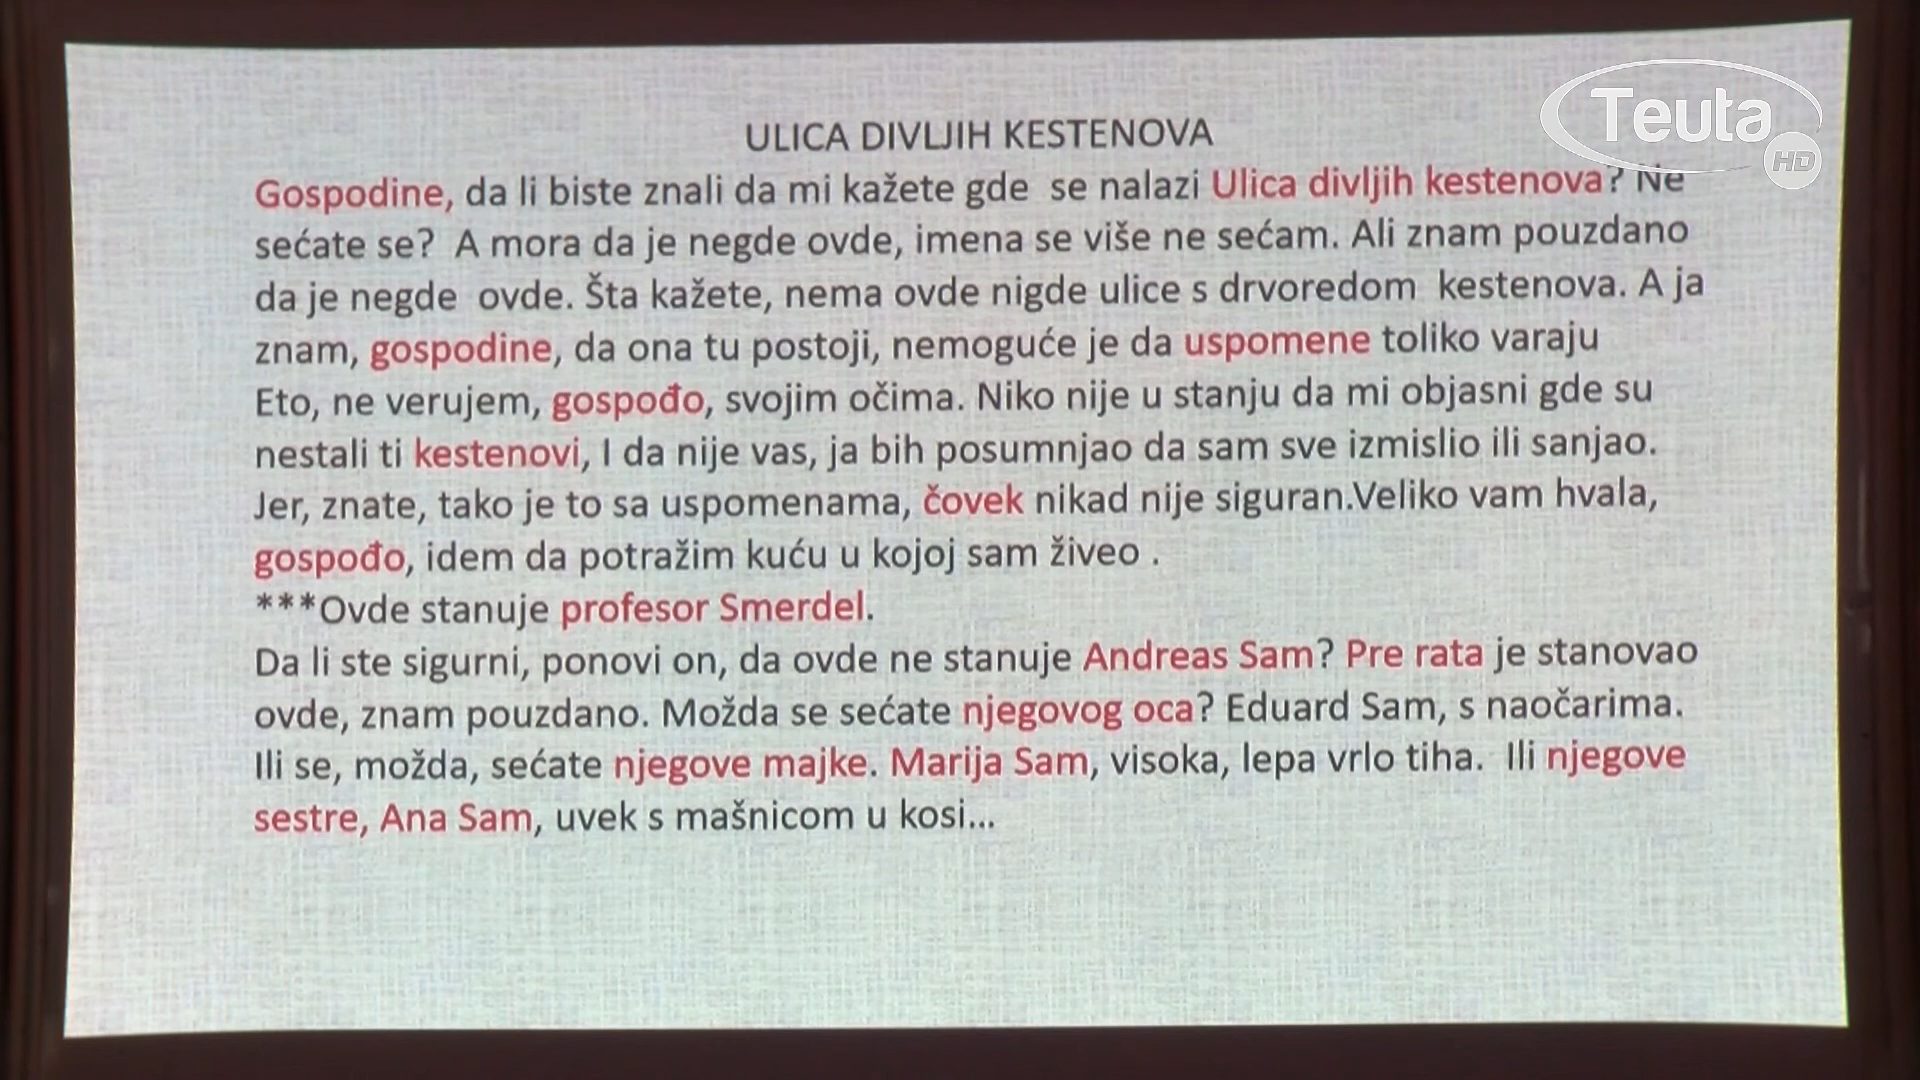 Teuta
HD
ULICA DIVLJIH KESTENOVA
Gospodine, da li biste znali da mi kažete gde se nalazi Ulica divljih kestenova? Ne
sećate se? A mora da je negde ovde, imena se više ne sećam. Ali znam pouzdano
da je negde ovde. Šta kažete, nema ovde nigde ulice s drvoredom kestenova. A ja
znam, gospodine, da ona tu postoji, nemoguće je da uspomene toliko varaju
Eto, ne verujem, gospođo, svojim očima. Niko nije u stanju da mi objasni gde su
nestali ti kestenovi, I da nije vas, ja bih posumnjao da sam sve izmislio ili sanjao.
Jer, znate, tako je to sa uspomenama, čovek nikad nije siguran.Veliko vam hvala,
gospođo, idem da potražim kuću u kojoj sam živeo .
***Ovde stanuje profesor Smerdel.
Da li ste sigurni, ponovi on, da ovde ne stanuje Andreas Sam? Pre rata je stanovao
ovde, znam pouzdano. Možda se sećate njegovog oca? Eduard Sam, s naočarima.
Ili se, možda, sećate njegove majke. Marija Sam, visoka, lepa vrlo tiha. Ili njegove
sestre, Ana Sam, uvek s mašnicom u kosi...